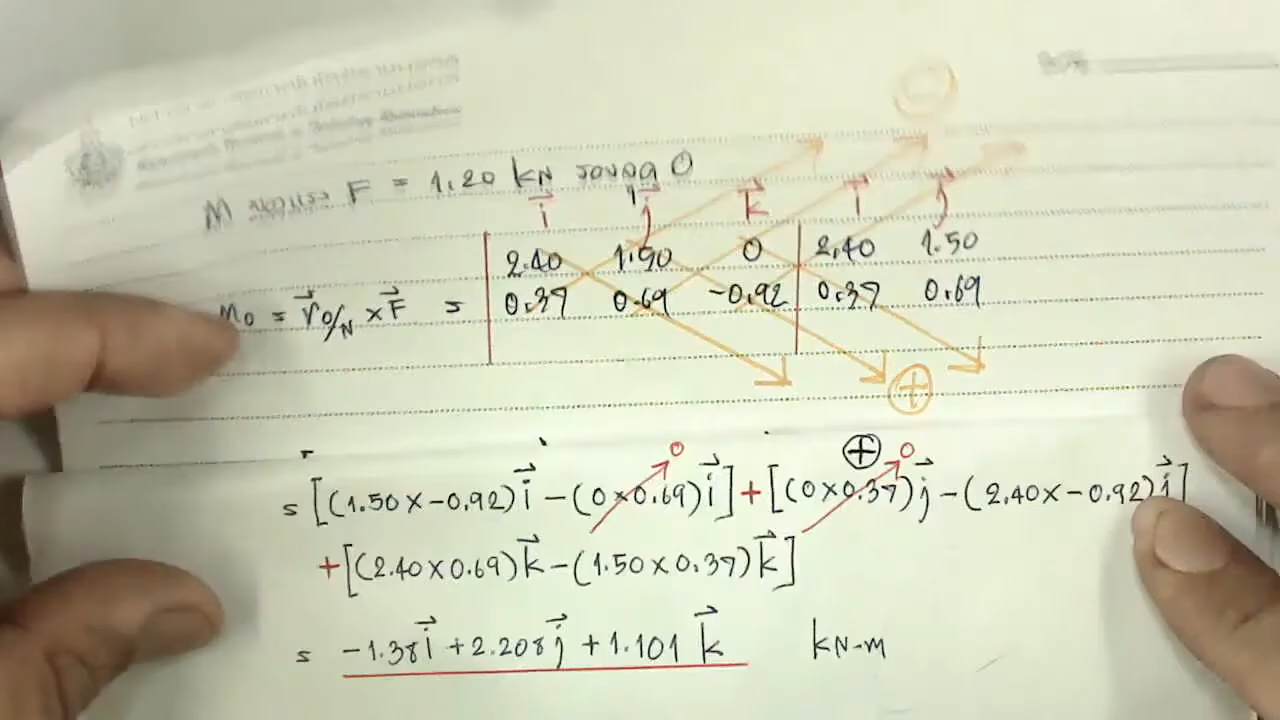 M ของแรง F = 1.20 kN รอบจุด O
i⃗ j⃗ k⃗ i⃗ j⃗
2.40 1.50 0 2.40 1.50
M₀ = r⃗O/N × F⃗ = 0.37 0.69 -0.92 0.37 0.69
⊕
= [(1.50 × -0.92) i⃗ - (0 × 0.69) i⃗] + [(0 × 0.37) j⃗ - (2.40 × -0.92) j⃗]
+ [(2.40 × 0.69) k⃗ - (1.50 × 0.37) k⃗]
= -1.38 i⃗ + 2.208 j⃗ + 1.101 k⃗ kN-m